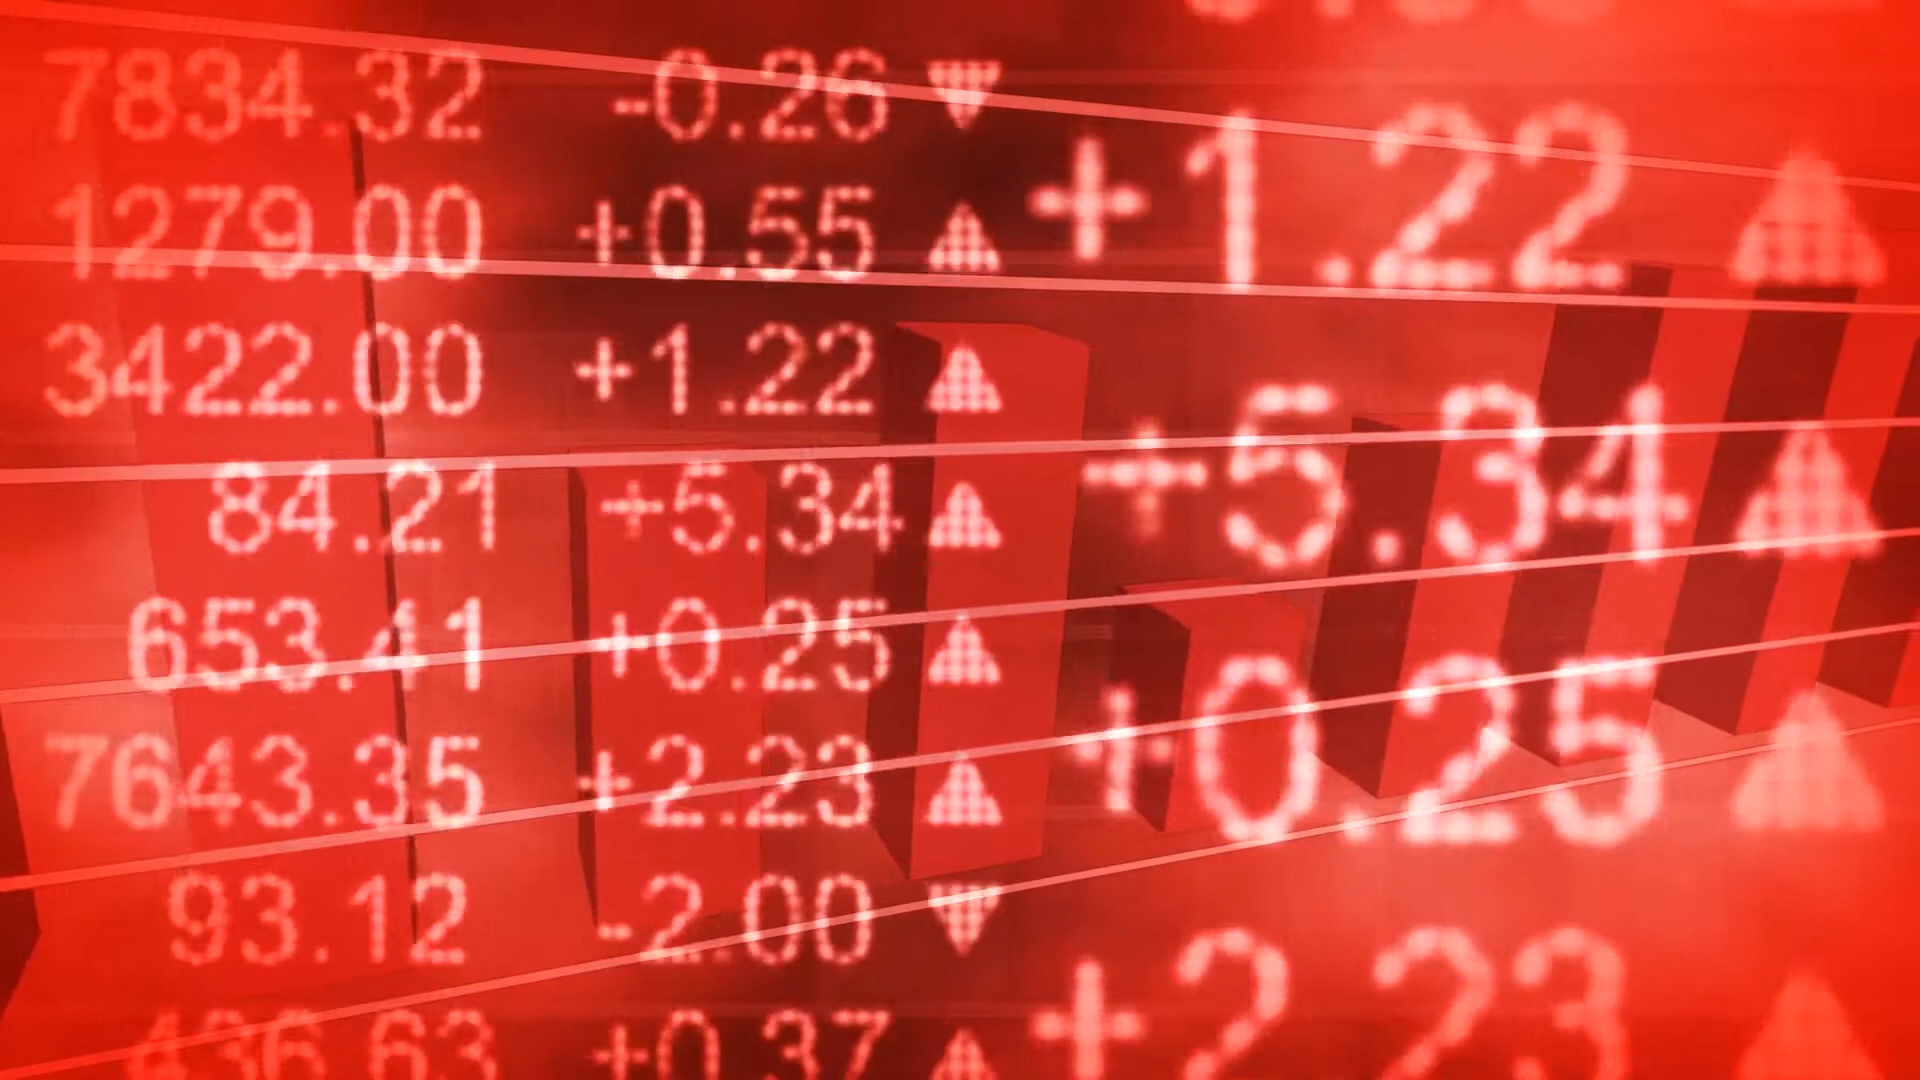 7834.32 -0.26 ▼
1279.00 +0.55 ▲
3422.00 +1.22 ▲
84.21 +5.34 ▲
653.41 +0.25 ▲
7643.35 +2.23 ▲
93.12 -2.00 ▼
436.63 +0.37 ▲
+1.22 ▲
+5.34 ▲
+0.25 ▲
+2.23 ▲